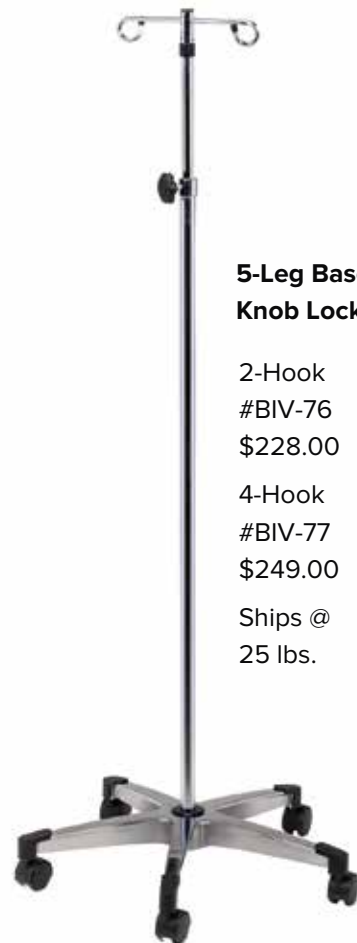 5-Leg Bas
Knob Lock
2-Hook
#BIV-76
$228.00
4-Hook
#BIV-77
$249.00
Ships @
25 lbs.